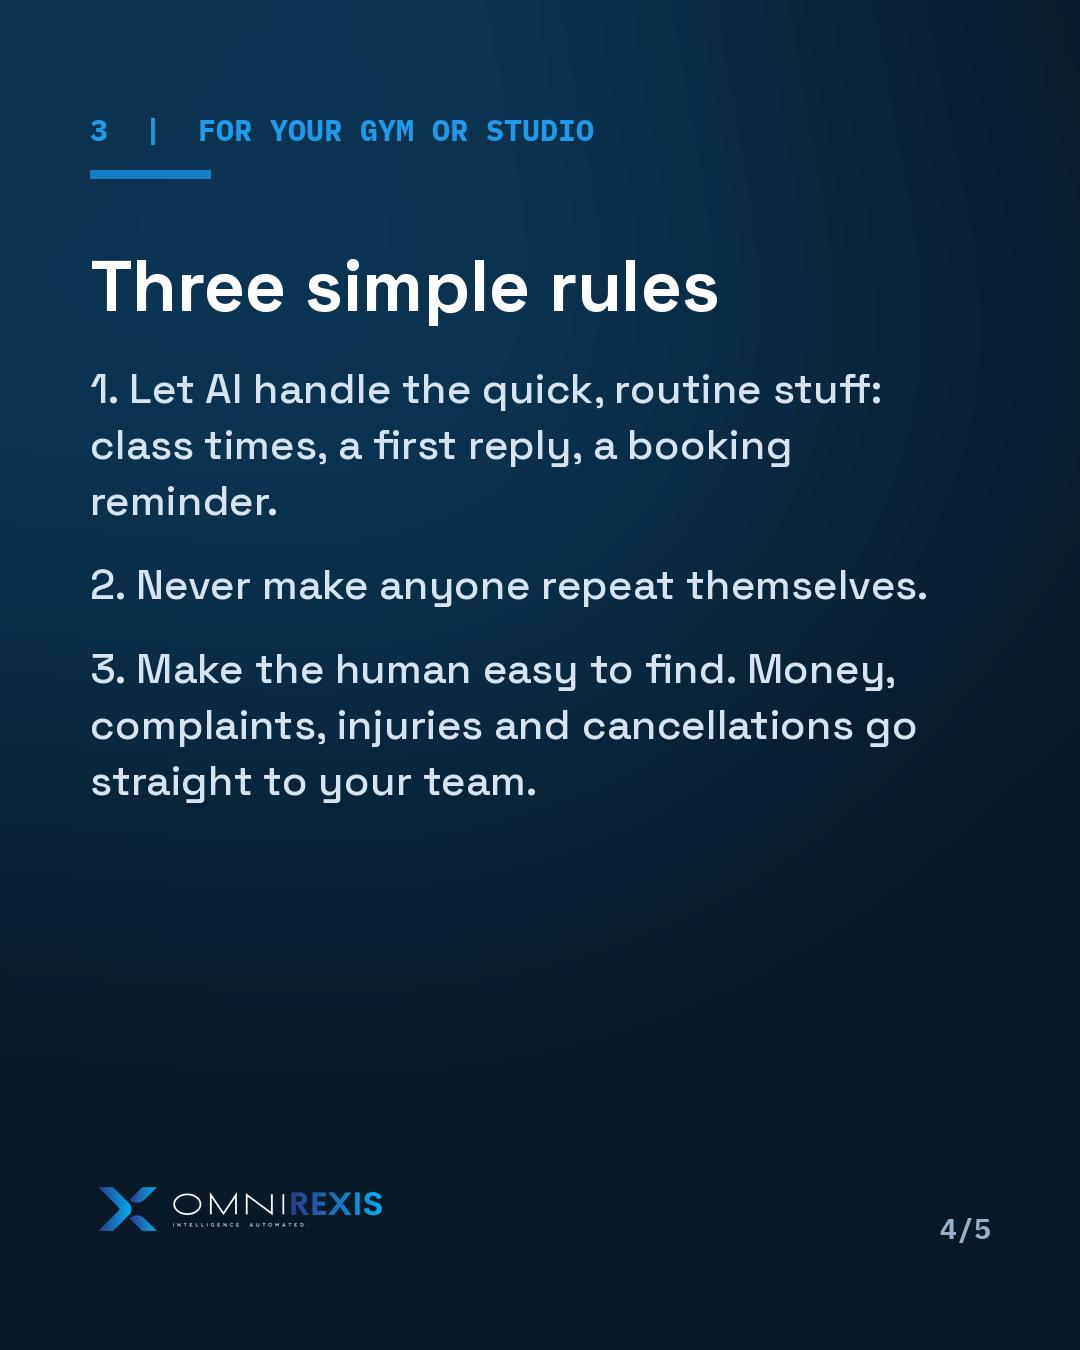 3 | FOR YOUR GYM OR STUDIO
Three simple rules
1. Let AI handle the quick, routine stuff:
class times, a first reply, a booking
reminder.
2. Never make anyone repeat themselves.
3. Make the human easy to find. Money,
complaints, injuries and cancellations go
straight to your team.
OMNIREXIS
INTELLIGENCE. AUTOMATED.
4/5